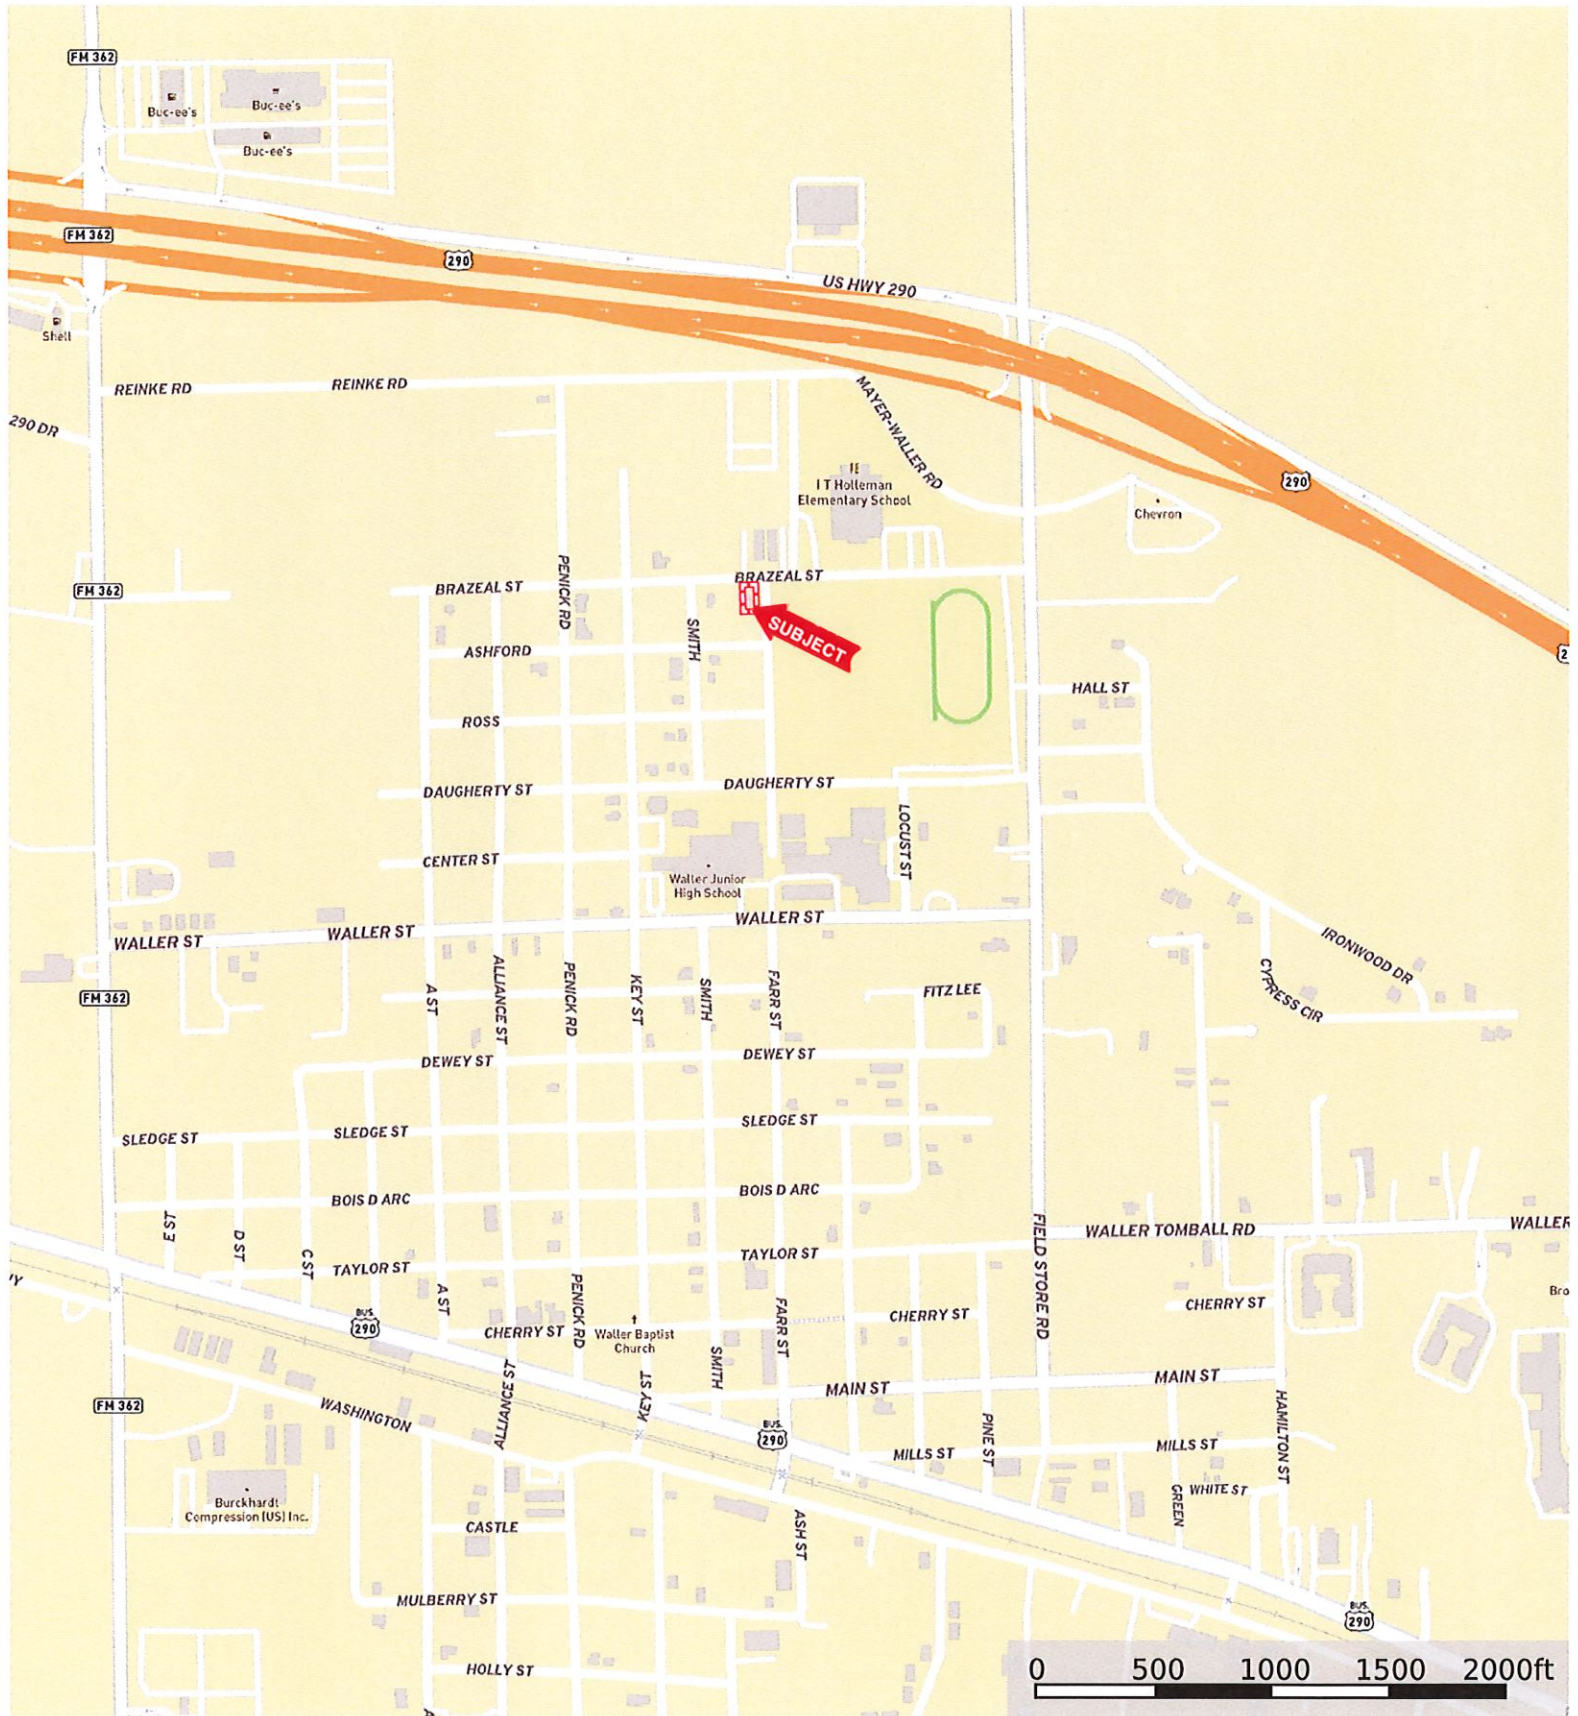 FM 362
Buc-ee's
Buc-ee's
Buc-ee's
FM 362
290
US HWY 290
Shell
REINKE RD
REINKE RD
MAYER-WALLER RD
290 DR
I T Holleman
Elementary School
290
Chevron
FM 362
PENICK RD
BRAZEAL ST
BRAZEAL ST
SUBJECT
SMITH
ASHFORD
2
HALL ST
ROSS
DAUGHERTY ST
DAUGHERTY ST
LOCUST ST
CENTER ST
Waller Junior
High School
WALLER ST
WALLER ST
WALLER ST
IRONWOOD DR
CYPRESS CIR
FM 362
A ST
ALLIANCE ST
PENICK RD
KEY ST
SMITH
FARR ST
FITZ LEE
DEWEY ST
DEWEY ST
SLEDGE ST
SLEDGE ST
SLEDGE ST
BOIS D ARC
BOIS D ARC
E ST
D ST
C ST
FIELD STORE RD
WALLER TOMBALL RD
WALLER
TAYLOR ST
TAYLOR ST
VY
A ST
PENICK RD
FARR ST
BUS.
290
CHERRY ST
Waller Baptist
Church
CHERRY ST
CHERRY ST
Bro
SMITH
ALLIANCE ST
KEY ST
MAIN ST
MAIN ST
FM 362
WASHINGTON
BUS.
290
PINE ST
HAMILTON ST
MILLS ST
MILLS ST
GREEN
WHITE ST
Burckhardt
Compression (US) Inc.
CASTLE
ASH ST
MULBERRY ST
BUS.
290
HOLLY ST
0 500 1000 1500 2000ft